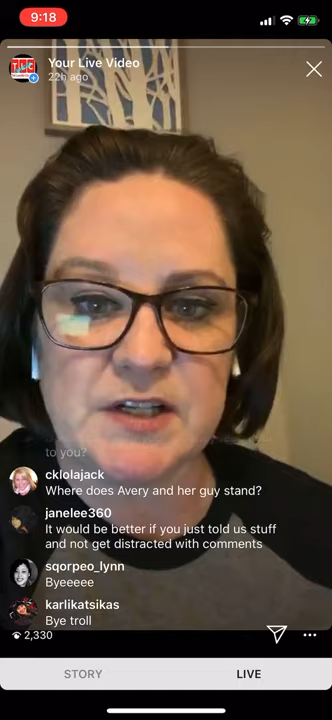 9:18
Your Live Video
22h ago
to you?
cklolajack
Where does Avery and her guy stand?
janelee360
It would be better if you just told us stuff
and not get distracted with comments
sqorpeo_lynn
Byeeeee
karlikatsikas
Bye troll
2,330
STORY
LIVE